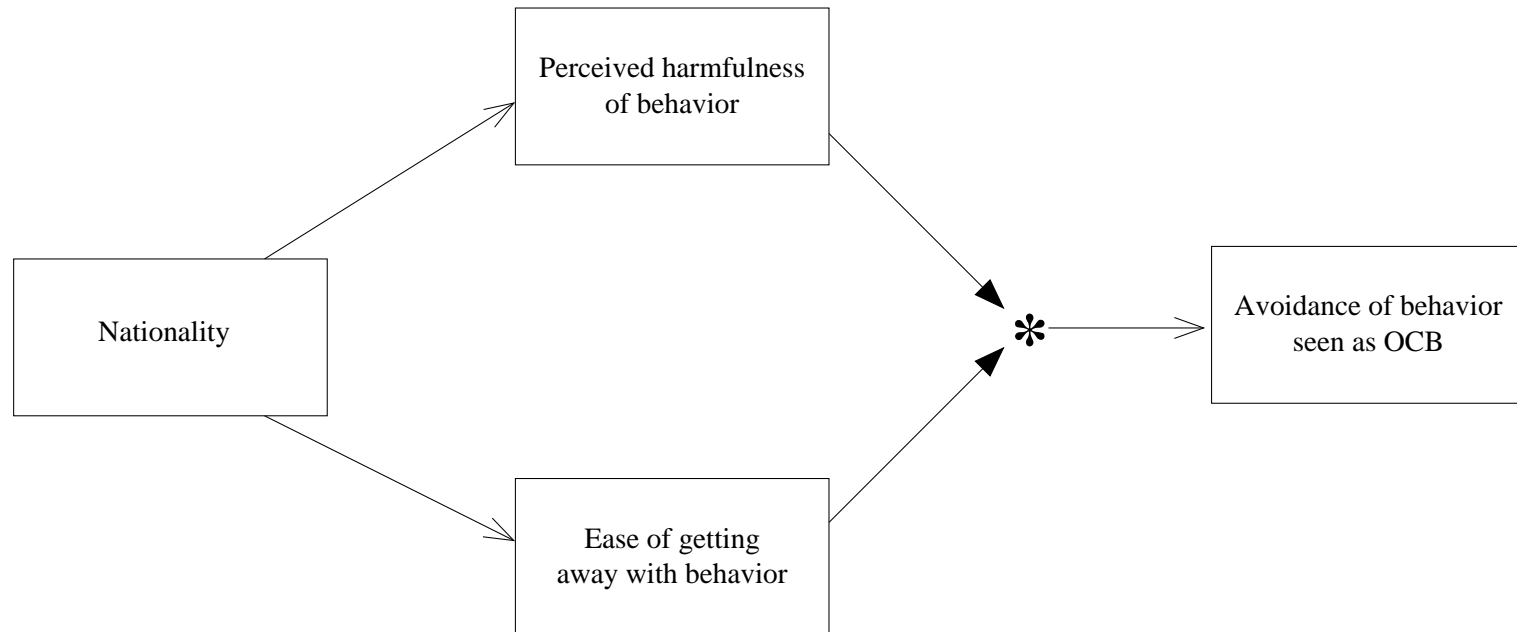 Perceived harmfulness
of behavior
Nationality
*
Avoidance of behavior
seen as OCB
Ease of getting
away with behavior